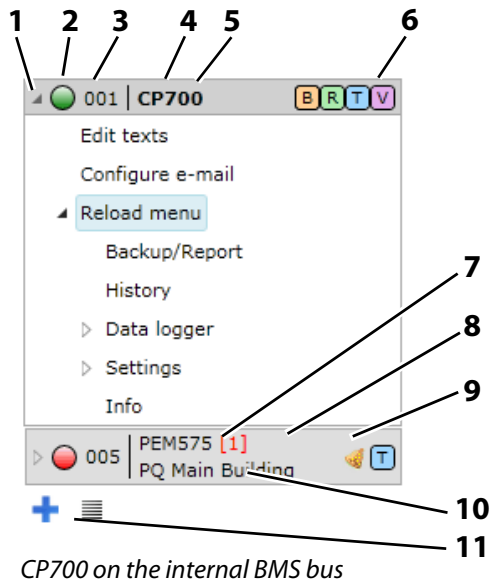 1 2 3 4 5 6
001 CP700 B R T V
Edit texts
Configure e-mail
Reload menu
Backup/Report
7
History
Data logger
8
Settings
9
Info
005 PEM575 [1] T
PQ Main Building
10
11
CP700 on the internal BMS bus